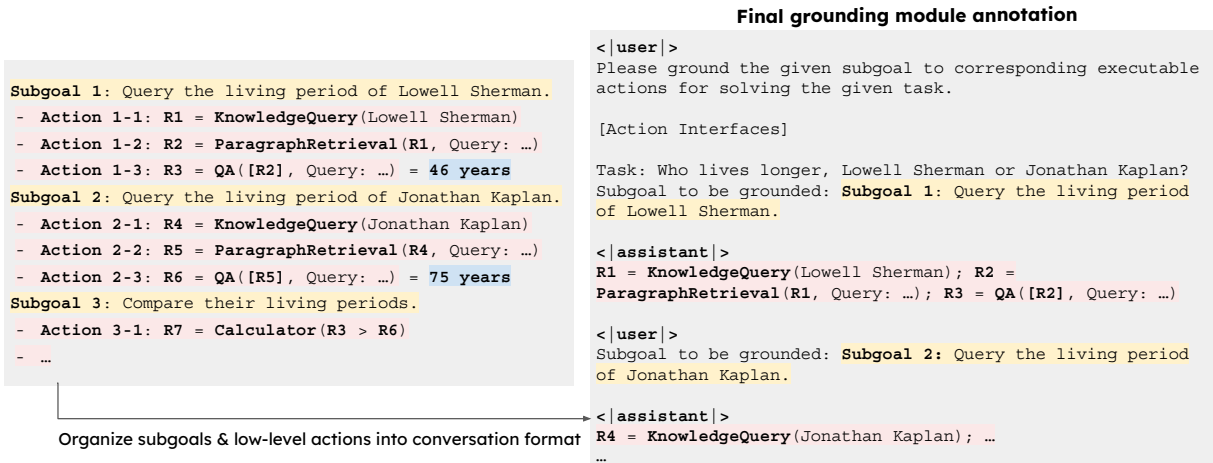 Subgoal 1: Query the living period of Lowell Sherman.
- Action 1-1: R1 = KnowledgeQuery(Lowell Sherman)
- Action 1-2: R2 = ParagraphRetrieval(R1, Query: …)
- Action 1-3: R3 = QA([R2], Query: …) = 46 years
Subgoal 2: Query the living period of Jonathan Kaplan.
- Action 2-1: R4 = KnowledgeQuery(Jonathan Kaplan)
- Action 2-2: R5 = ParagraphRetrieval(R4, Query: …)
- Action 2-3: R6 = QA([R5], Query: …) = 75 years
Subgoal 3: Compare their living periods.
- Action 3-1: R7 = Calculator(R3 > R6)
- …
Organize subgoals & low-level actions into conversation format
Final grounding module annotation
<|user|>
Please ground the given subgoal to corresponding executable
actions for solving the given task.
[Action Interfaces]
Task: Who lives longer, Lowell Sherman or Jonathan Kaplan?
Subgoal to be grounded: Subgoal 1: Query the living period
of Lowell Sherman.
<|assistant|>
R1 = KnowledgeQuery(Lowell Sherman); R2 =
ParagraphRetrieval(R1, Query: …); R3 = QA([R2], Query: …)
<|user|>
Subgoal to be grounded: Subgoal 2: Query the living period
of Jonathan Kaplan.
<|assistant|>
R4 = KnowledgeQuery(Jonathan Kaplan); …
…